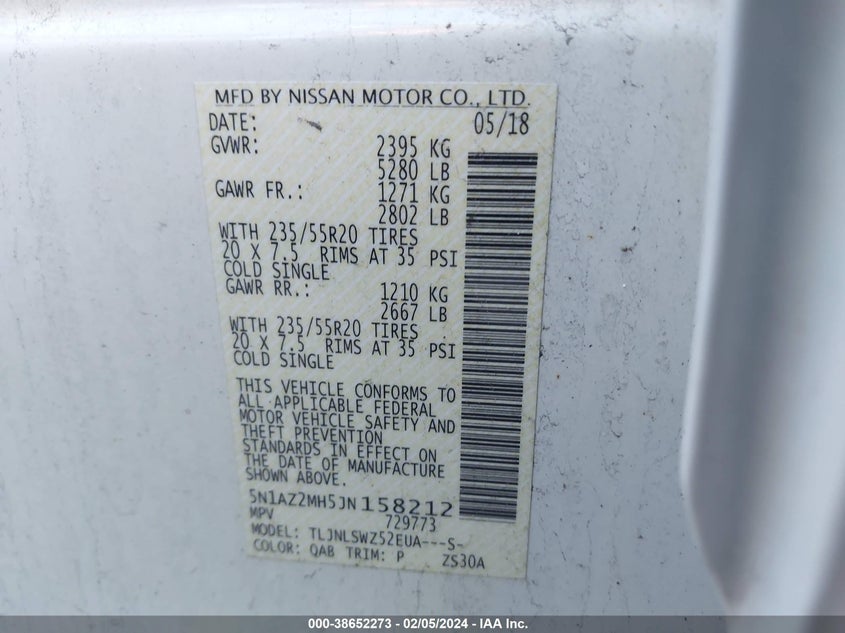 MFD BY NISSAN MOTOR CO., LTD.
DATE: 05/18
GVWR: 2395 KG
5280 LB
GAWR FR.: 1271 KG
2802 LB
WITH 235/55R20 TIRES
20 X 7.5 RIMS AT 35 PSI
COLD SINGLE
GAWR RR.: 1210 KG
2667 LB
WITH 235/55R20 TIRES
20 X 7.5 RIMS AT 35 PSI
COLD SINGLE
THIS VEHICLE CONFORMS TO
ALL APPLICABLE FEDERAL
MOTOR VEHICLE SAFETY AND
THEFT PREVENTION
STANDARDS IN EFFECT ON
THE DATE OF MANUFACTURE
SHOWN ABOVE.
5N1AZ2MH5JN158212
MPV 729773
MODEL: TLJNLSWZ52EUA---S-
COLOR: QAB TRIM: P ZS30A
000-38652273 - 02/05/2024 - IAA Inc.